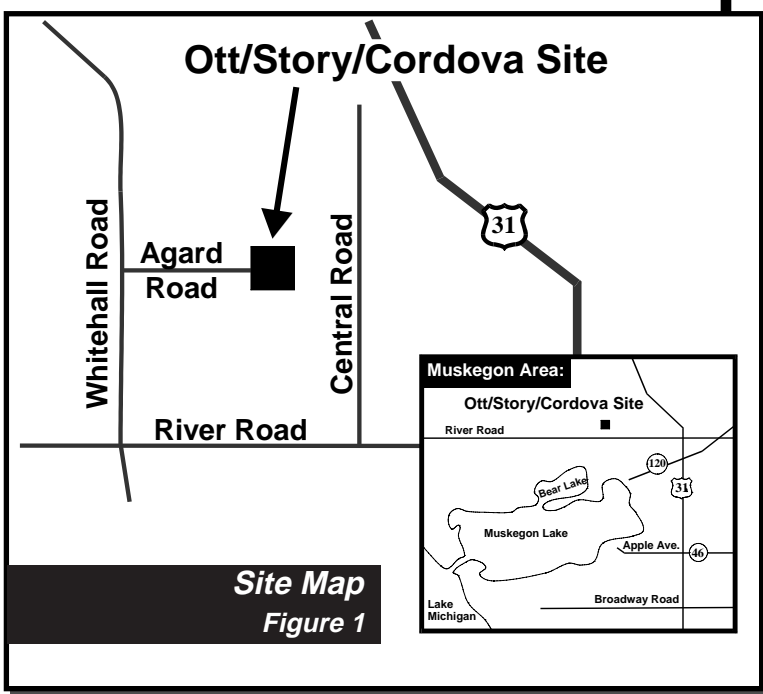 Ott/Story/Cordova Site
31
Whitehall Road
Agard
Road
Central Road
River Road
Muskegon Area:
Ott/Story/Cordova Site
River Road
120
31
Bear Lake
Muskegon Lake
Apple Ave.
46
Lake
Michigan
Broadway Road
Site Map
Figure 1